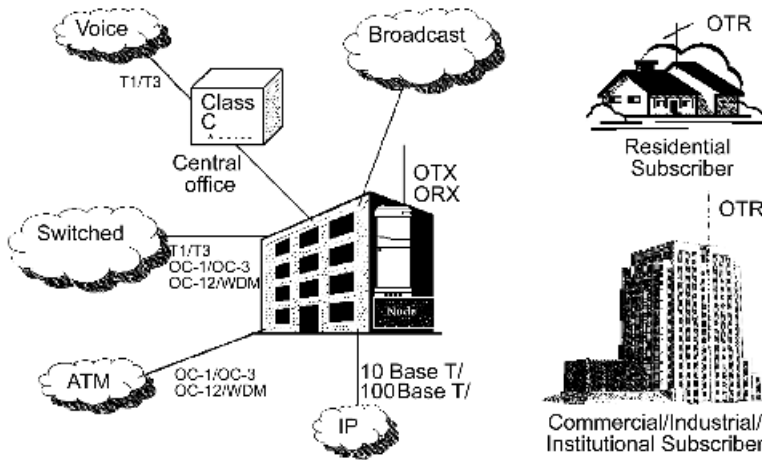 Voice
Broadcast
OTR
T1/T3
Class
C
Central
office
OTX
ORX
Residential
Subscriber
Switched
T1/T3
OC-1/OC-3
OC-12/WDM
OTR
Node
ATM
OC-1/OC-3
OC-12/WDM
10 Base T/
100Base T/
IP
Commercial/Industrial/
Institutional Subscriber